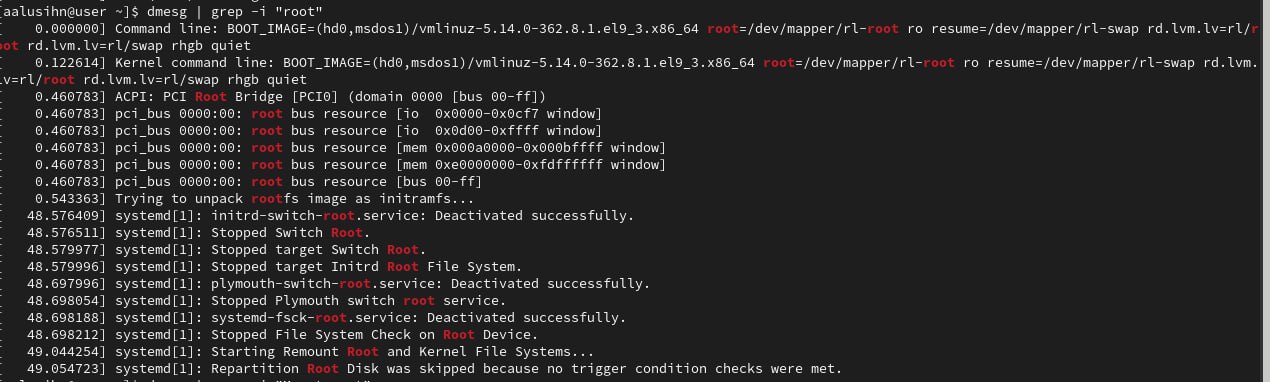 [aalusihn@user ~]$ dmesg | grep -i "root"
[    0.000000] Command line: BOOT_IMAGE=(hd0,msdos1)/vmlinuz-5.14.0-362.8.1.el9_3.x86_64 root=/dev/mapper/rl-root ro resume=/dev/mapper/rl-swap rd.lvm.lv=rl/r
oot rd.lvm.lv=rl/swap rhgb quiet
[    0.122614] Kernel command line: BOOT_IMAGE=(hd0,msdos1)/vmlinuz-5.14.0-362.8.1.el9_3.x86_64 root=/dev/mapper/rl-root ro resume=/dev/mapper/rl-swap rd.lvm.
lv=rl/root rd.lvm.lv=rl/swap rhgb quiet
[    0.460783] ACPI: PCI Root Bridge [PCI0] (domain 0000 [bus 00-ff])
[    0.460783] pci_bus 0000:00: root bus resource [io  0x0000-0x0cf7 window]
[    0.460783] pci_bus 0000:00: root bus resource [io  0x0d00-0xffff window]
[    0.460783] pci_bus 0000:00: root bus resource [mem 0x000a0000-0x000bffff window]
[    0.460783] pci_bus 0000:00: root bus resource [mem 0xe0000000-0xfdffffff window]
[    0.460783] pci_bus 0000:00: root bus resource [bus 00-ff]
[    0.543363] Trying to unpack rootfs image as initramfs...
[   48.576409] systemd[1]: initrd-switch-root.service: Deactivated successfully.
[   48.576511] systemd[1]: Stopped Switch Root.
[   48.579977] systemd[1]: Stopped target Switch Root.
[   48.579996] systemd[1]: Stopped target Initrd Root File System.
[   48.697996] systemd[1]: plymouth-switch-root.service: Deactivated successfully.
[   48.698054] systemd[1]: Stopped Plymouth switch root service.
[   48.698188] systemd[1]: systemd-fsck-root.service: Deactivated successfully.
[   48.698212] systemd[1]: Stopped File System Check on Root Device.
[   49.044254] systemd[1]: Starting Remount Root and Kernel File Systems...
[   49.054723] systemd[1]: Repartition Root Disk was skipped because no trigger condition checks were met.